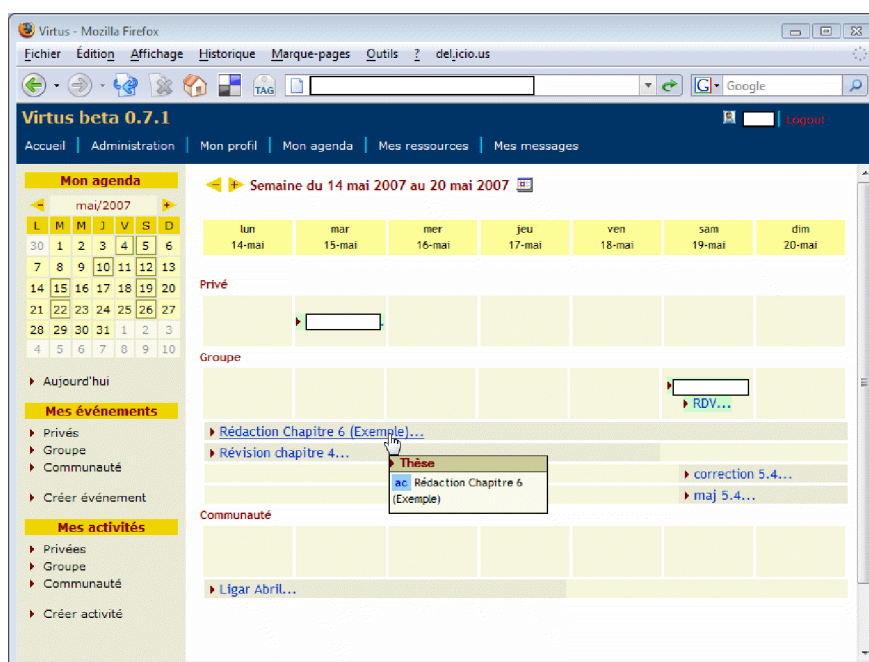 Virtus - Mozilla Firefox
Fichier Édition Affichage Historique Marque-pages Outils ? del.icio.us
TAG
G Google
Virtus beta 0.7.1
Logout
Accueil Administration Mon profil Mon agenda Mes ressources Mes messages
Mon agenda
mai/2007
L M M J V S D
30 1 2 3 4 5 6
7 8 9 10 11 12 13
14 15 16 17 18 19 20
21 22 23 24 25 26 27
28 29 30 31 1 2 3
4 5 6 7 8 9 10
Aujourd'hui
Mes événements
Privés
Groupe
Communauté
Créer événement
Mes activités
Privées
Groupe
Communauté
Créer activité
Semaine du 14 mai 2007 au 20 mai 2007
lun mar mer jeu ven sam dim
14-mai 15-mai 16-mai 17-mai 18-mai 19-mai 20-mai
Privé
Groupe
RDV...
Rédaction Chapitre 6 (Exemple)...
Révision chapitre 4...
Thèse
ac Rédaction Chapitre 6
(Exemple)
correction 5.4...
maj 5.4...
Communauté
Ligar Abril...